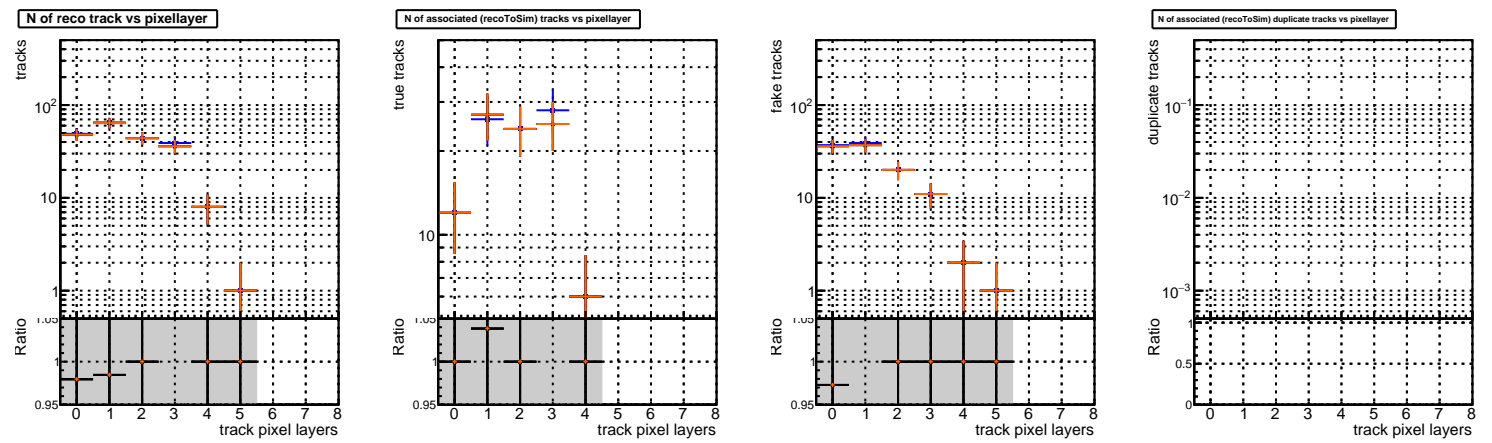 N of reco track vs pixellayer
tracks
10²
10
1
Ratio
1.05
1
0.95
0 1 2 3 4 5 6 7 8
track pixel layers
N of associated (recoToSim) tracks vs pixellayer
true tracks
10
Ratio
1.05
1
0.95
0 1 2 3 4 5 6 7 8
track pixel layers
fake tracks
10²
10
1
Ratio
1.05
1
0.95
0 1 2 3 4 5 6 7 8
track pixel layers
N of associated (recoToSim) duplicate tracks vs pixellayer
duplicate tracks
10⁻¹
10⁻²
10⁻³
Ratio
1
0.5
0
0 1 2 3 4 5 6 7 8
track pixel layers